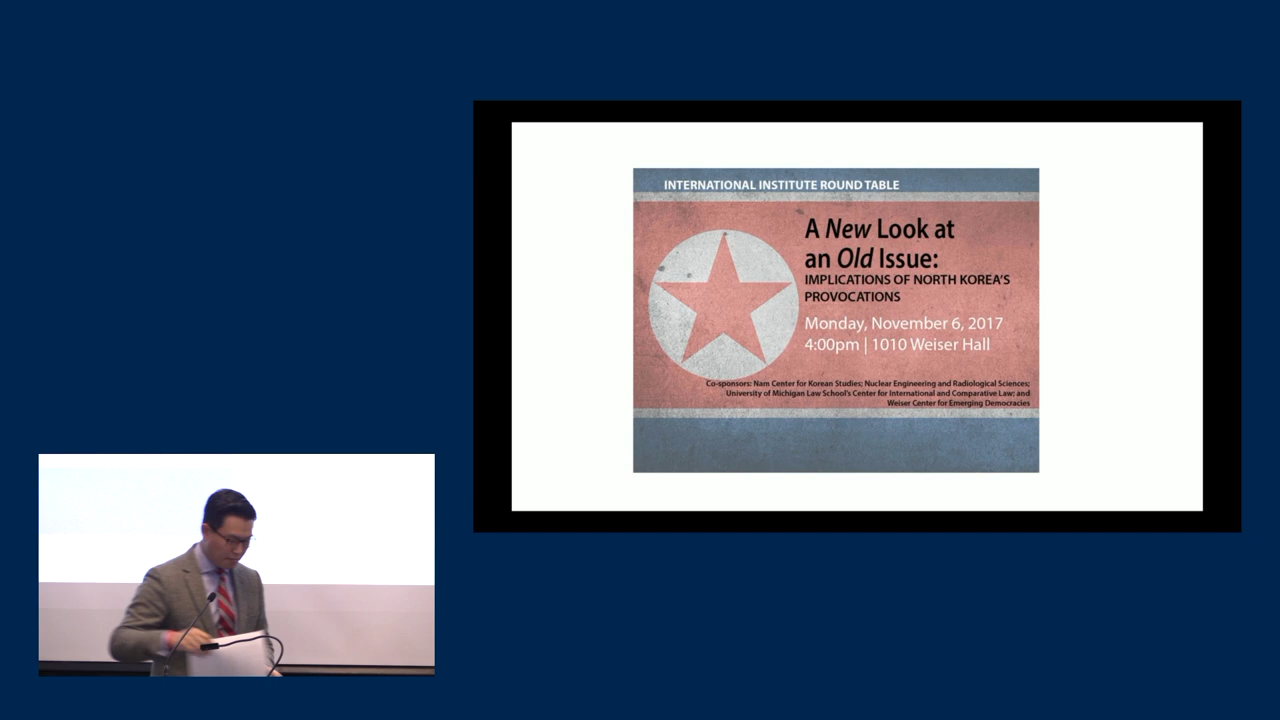 INTERNATIONAL INSTITUTE ROUND TABLE
A New Look at
an Old Issue:
IMPLICATIONS OF NORTH KOREA'S
PROVOCATIONS
Monday, November 6, 2017
4:00pm | 1010 Weiser Hall
Co-sponsors: Nam Center for Korean Studies; Nuclear Engineering and Radiological Sciences;
University of Michigan Law School's Center for International and Comparative Law; and
Weiser Center for Emerging Democracies